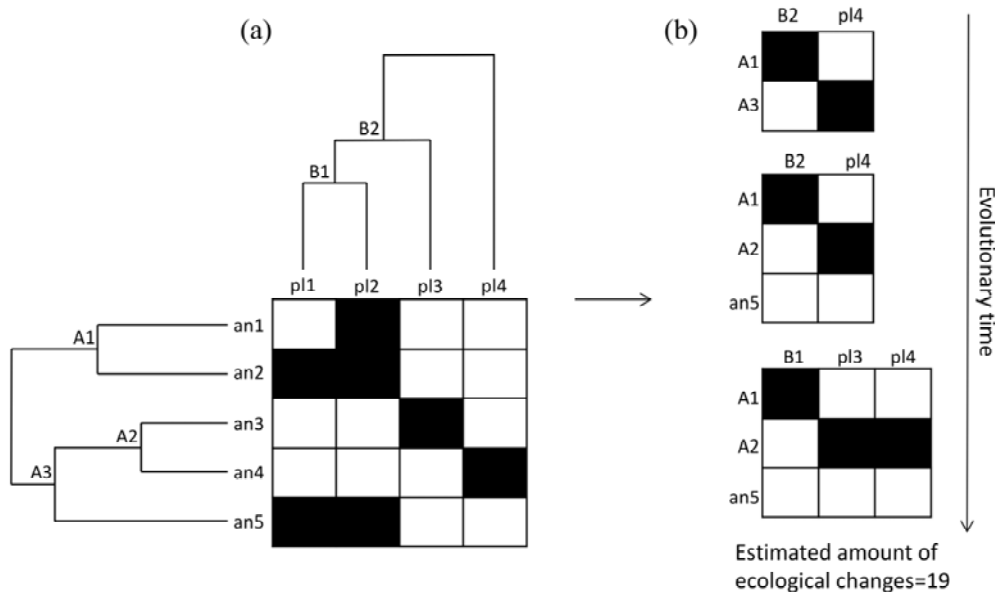 (a)
B2
B1
pl1 pl2 pl3 pl4
A1
an1
an2
A2
an3
an4
A3
an5
(b)
B2 pl4
A1
A3
B2 pl4
A1
A2
an5
B1 pl3 pl4
A1
A2
an5
Evolutionary time
Estimated amount of
ecological changes=19